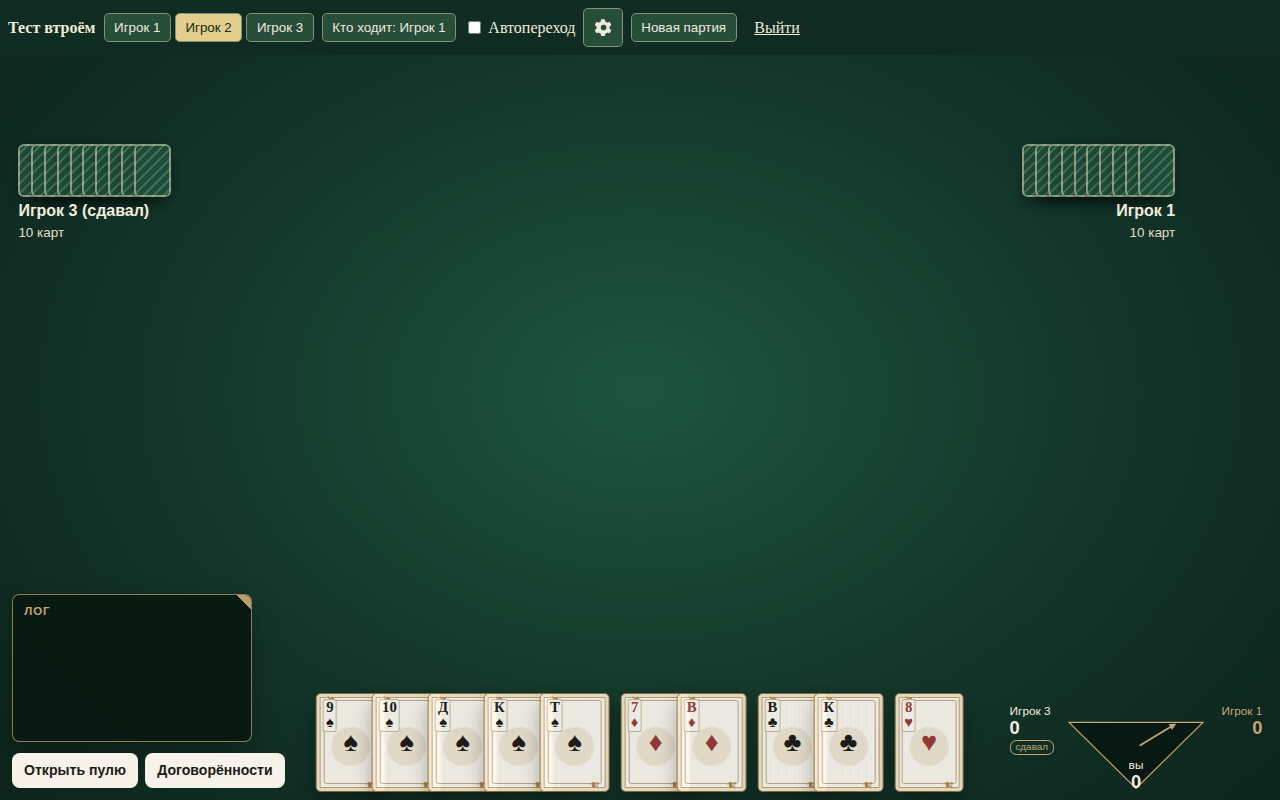 Тест втроём Игрок 1 Игрок 2 Игрок 3 Кто ходит: Игрок 1 Автопереход Новая партия Выйти
Игрок 3 (сдавал)
10 карт
Игрок 1
10 карт
ЛОГ
Открыть пулю Договорённости
9♠ 10♠ Д♠ К♠ Т♠ 7♦ В♦ В♣ К♣ 8♥
Игрок 3
0
сдавал
Игрок 1
0
вы
0